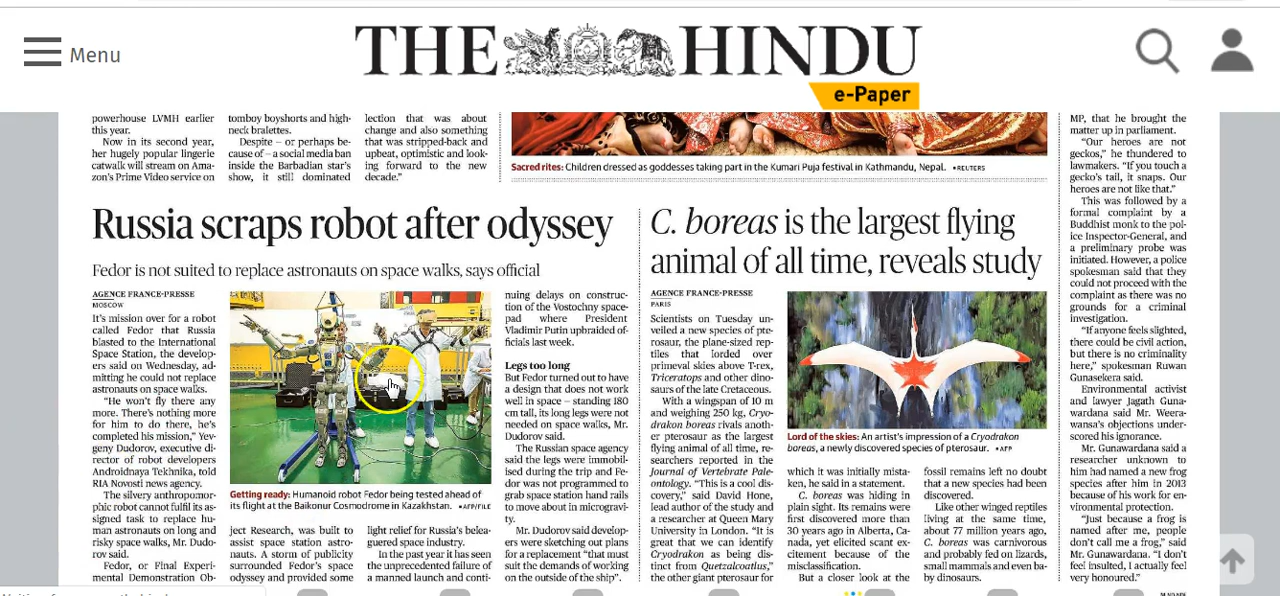 Menu
THE HINDU
e-Paper
powerhouse LVMH earlier
this year.
Now in its second year,
her hugely popular lingerie
catwalk will stream on Ama-
zon's Prime Video service on
tomboy boyshorts and high-
neck bralettes.
Despite – or perhaps be-
cause of – a social media ban
inside the Barbadian star's
show, it still dominated
lection that was about
change and also something
that was stripped-back and
upbeat, optimistic and look-
ing forward to the new
decade."
Sacred rites: Children dressed as goddesses taking part in the Kumari Puja festival in Kathmandu, Nepal. •REUTERS
Russia scraps robot after odyssey
Fedor is not suited to replace astronauts on space walks, says official
AGENCE FRANCE-PRESSE
MOSCOW
It's mission over for a robot
called Fedor that Russia
blasted to the International
Space Station, the develop-
ers said on Wednesday, ad-
mitting he could not replace
astronauts on space walks.
"He won't fly there any
more. There's nothing more
for him to do there, he's
completed his mission," Yev-
geny Dudorov, executive di-
rector of robot developers
Androidnaya Tekhnika, told
RIA Novosti news agency.
The silvery anthropomor-
phic robot cannot fulfil its as-
signed task to replace hu-
man astronauts on long and
risky space walks, Mr. Dudo-
rov said.
Fedor, or Final Experi-
mental Demonstration Ob-
Getting ready: Humanoid robot Fedor being tested ahead of
its flight at the Baikonur Cosmodrome in Kazakhstan. •AFP/FILE
ject Research, was built to
assist space station astro-
nauts. A storm of publicity
surrounded Fedor's space
odyssey and provided some
light relief for Russia's belea-
guered space industry.
In the past year it has seen
the unprecedented failure of
a manned launch and conti-
nuing delays on construc-
tion of the Vostochny space-
pad where President
Vladimir Putin upbraided of-
ficials last week.
Legs too long
But Fedor turned out to have
a design that does not work
well in space – standing 180
cm tall, its long legs were not
needed on space walks, Mr.
Dudorov said.
The Russian space agency
said the legs were immobil-
ised during the trip and Fe-
dor was not programmed to
grab space station hand rails
to move about in microgravi-
ty.
Mr. Dudorov said develop-
ers were sketching out plans
for a replacement "that must
suit the demands of working
on the outside of the ship".
C. boreas is the largest flying
animal of all time, reveals study
AGENCE FRANCE-PRESSE
PARIS
Scientists on Tuesday un-
veiled a new species of pte-
rosaur, the plane-sized rep-
tiles that lorded over
primeval skies above T-rex,
Triceratops and other dino-
saurs of the late Cretaceous.
With a wingspan of 10 m
and weighing 250 kg, Cryo-
drakon boreas rivals anoth-
er pterosaur as the largest
flying animal of all time, re-
searchers reported in the
Journal of Vertebrate Pale-
ontology. "This is a cool dis-
covery," said David Hone,
lead author of the study and
a researcher at Queen Mary
University in London. "It is
great that we can identify
Cryodrakon as being dis-
tinct from Quetzalcoatlus,"
the other giant pterosaur for
Lord of the skies: An artist's impression of a Cryodrakon
boreas, a newly discovered species of pterosaur. •AFP
which it was initially mista-
ken, he said in a statement.
C. boreas was hiding in
plain sight. Its remains were
first discovered more than
30 years ago in Alberta, Ca-
nada, yet elicited scant ex-
citement because of the
misclassification.
But a closer look at the
fossil remains left no doubt
that a new species had been
discovered.
Like other winged reptiles
living at the same time,
about 77 million years ago,
C. boreas was carnivorous
and probably fed on lizards,
small mammals and even ba-
by dinosaurs.
MP, that he brought the
matter up in parliament.
"Our heroes are not
geckos," he thundered to
lawmakers. "If you touch a
gecko's tail, it snaps. Our
heroes are not like that."
This was followed by a
formal complaint by a
Buddhist monk to the pol-
ice Inspector-General, and
a preliminary probe was
initiated. However, a police
spokesman said that they
could not proceed with the
complaint as there was no
grounds for a criminal
investigation.
"If anyone feels slighted,
there could be civil action,
but there is no criminality
here," spokesman Ruwan
Gunasekera said.
Environmental activist
and lawyer Jagath Guna-
wardana said Mr. Weera-
wansa's objections under-
scored his ignorance.
Mr. Gunawardana said a
researcher unknown to
him had named a new frog
species after him in 2013
because of his work for en-
vironmental protection.
"Just because a frog is
named after me, people
don't call me a frog," said
Mr. Gunawardana. "I don't
feel insulted, I actually feel
very honoured."